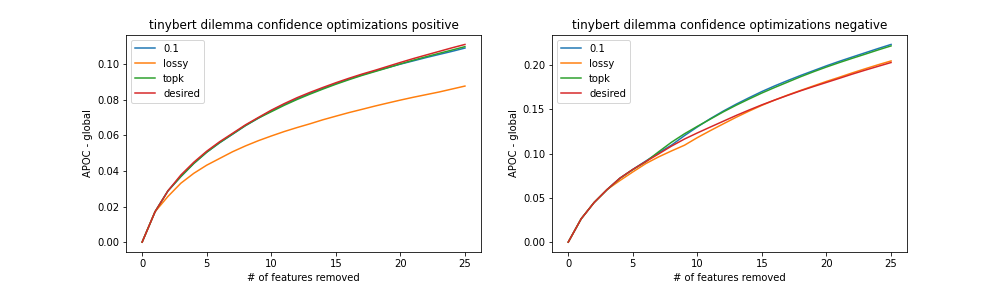 tinybert dilemma confidence optimizations positive
0.1
lossy
topk
desired
0.10
0.08
0.06
0.04
0.02
0.00
APOC - global
0
5
10
15
20
25
# of features removed
tinybert dilemma confidence optimizations negative
0.1
lossy
topk
desired
0.20
0.15
0.10
0.05
0.00
APOC - global
0
5
10
15
20
25
# of features removed